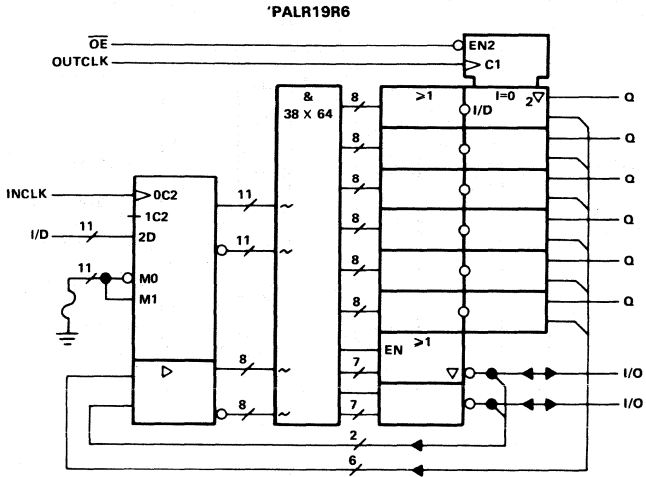 'PALR19R6
OE
EN2
OUTCLK
C1
&
38 X 64
8
≥1
I=0
2▽
Q
I/D
8
Q
8
Q
INCLK
0C2
11
~
1C2
8
Q
I/D
11
2D
11
~
8
Q
11
M0
M1
8
Q
EN
≥1
▷
8
~
7
▽
I/O
8
~
7
I/O
2
6